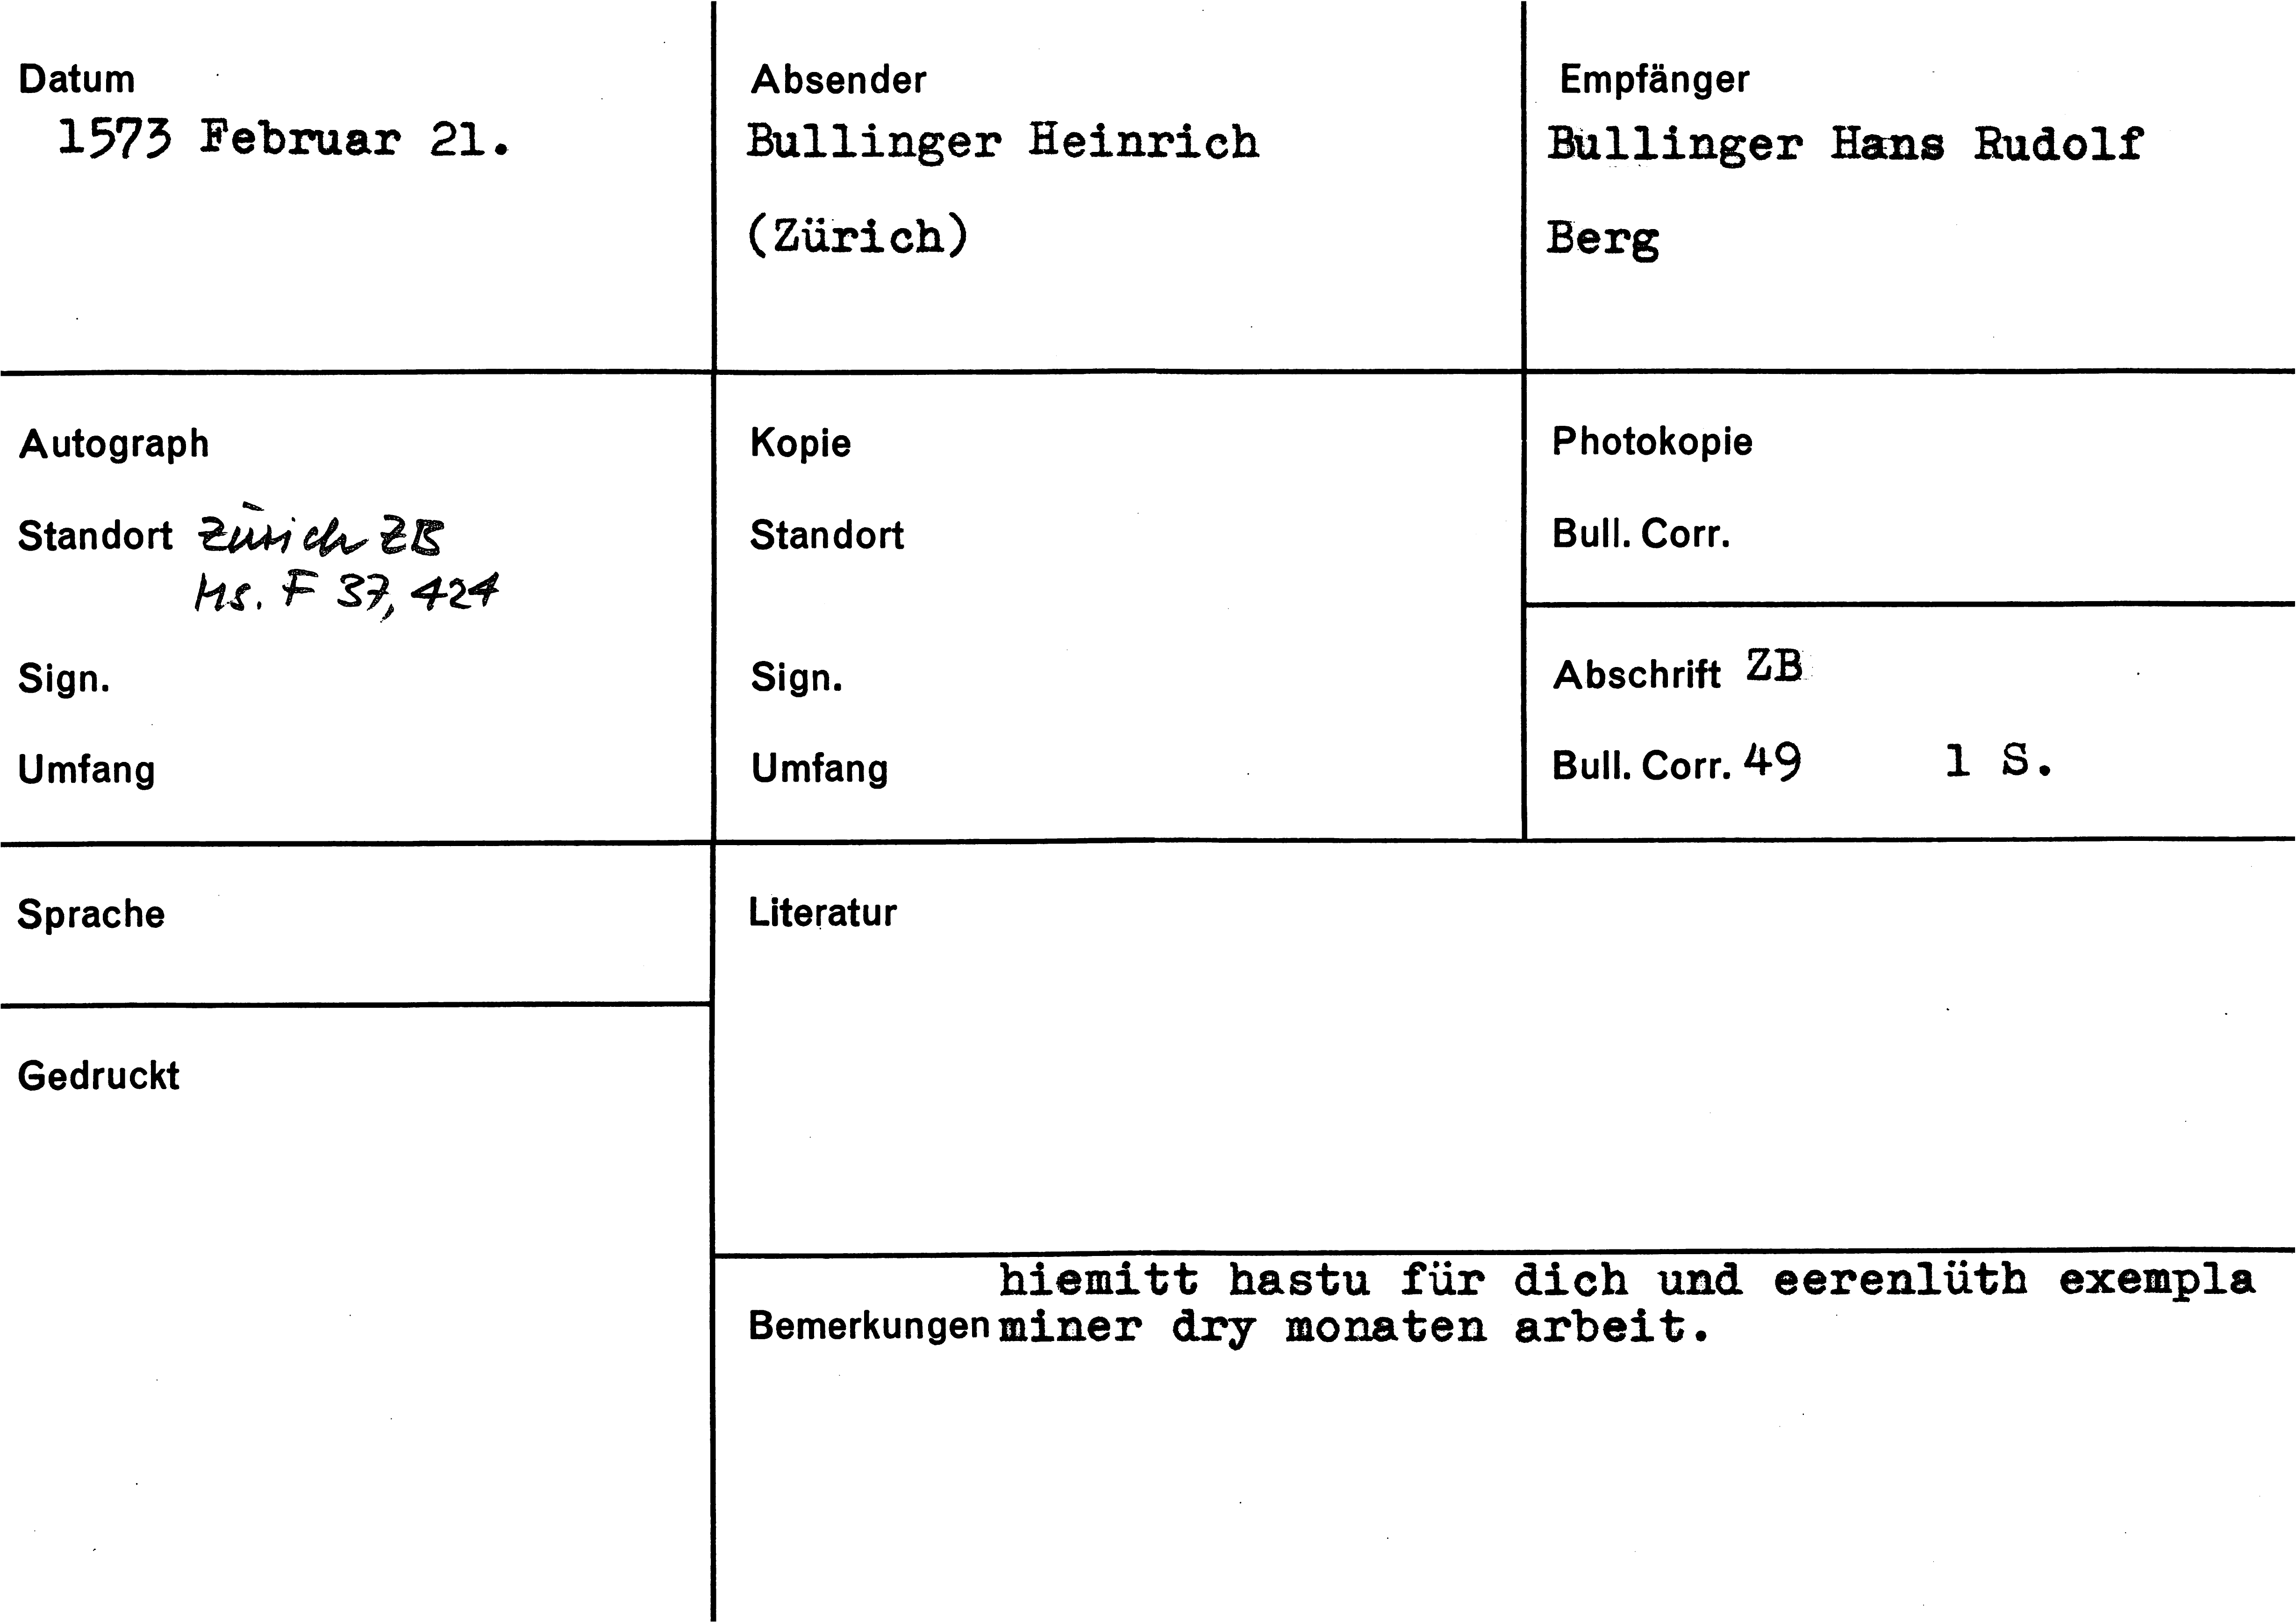 Datum
1573 Februar 21.
Absender
Bullinger Heinrich
(Zürich)
Empfänger
Bullinger Hans Rudolf
Berg
Autograph
Standort Zürich ZB
Ms. F 37, 424
Sign.
Umfang
Kopie
Standort
Sign.
Umfang
Photokopie
Bull. Corr.
Abschrift ZB
Bull. Corr. 49 1 S.
Sprache
Literatur
Gedruckt
hiemitt hastu für dich und eerenlüth exempla
Bemerkungen miner dry monaten arbeit.